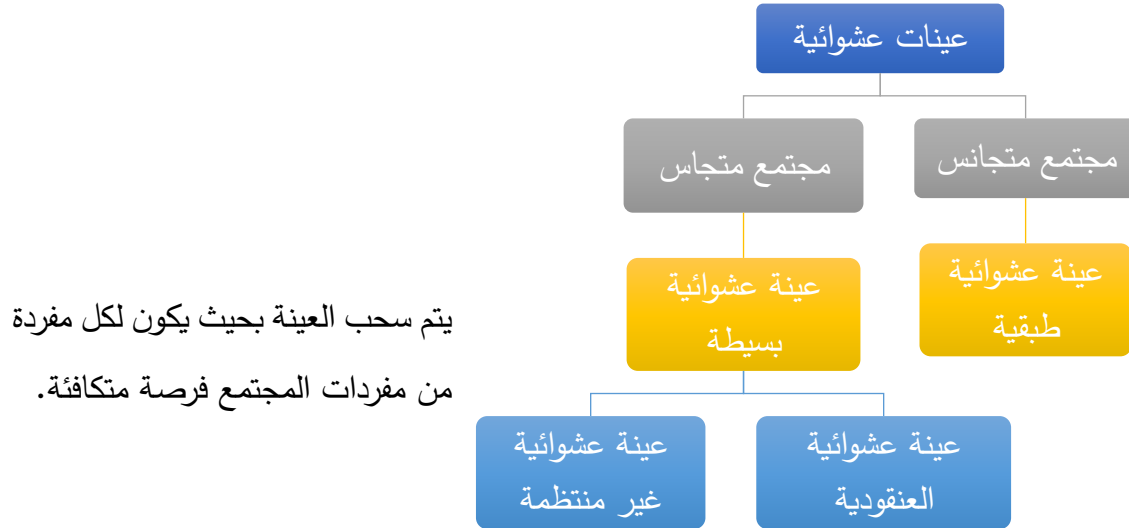 عينات عشوائية
مجتمع متجانس
مجتمع متجاس
عينة عشوائية
طبقية
عينة عشوائية
بسيطة
يتم سحب العينة بحيث يكون لكل مفردة
من مفردات المجتمع فرصة متكافئة.
عينة عشوائية
العنقودية
عينة عشوائية
غير منتظمة